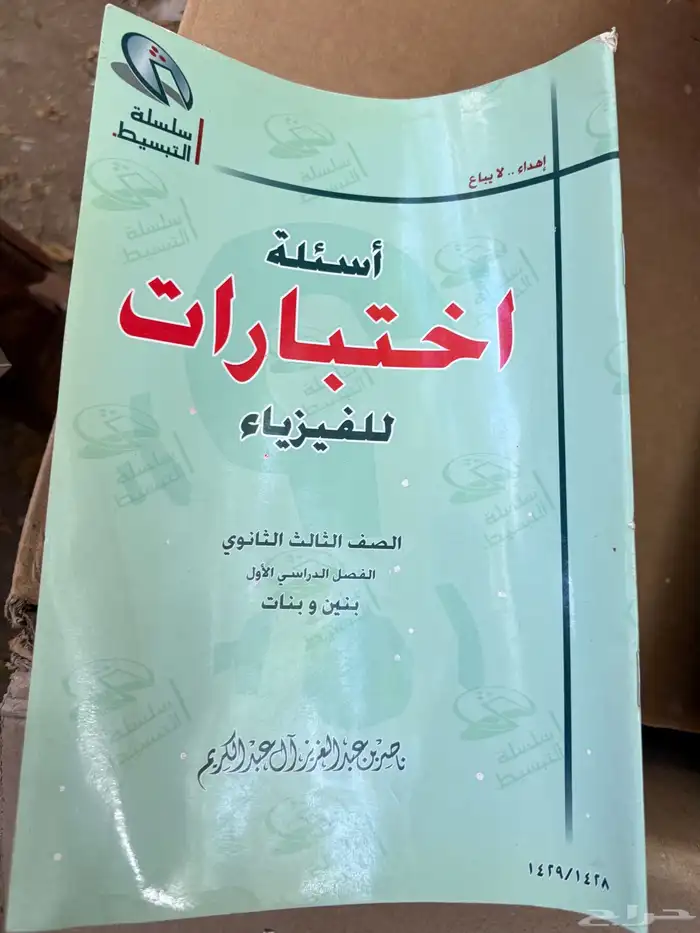 سلسلة
التبسيط
إهداء .. لا يباع
أسئلة
اختبارات
للفيزياء
الصف الثالث الثانوي
الفصل الدراسي الأول
بنين و بنات
ناصر بن عبد العزيز آل عبد الكريم
١٤٢٩/١٤٢٨
حراج